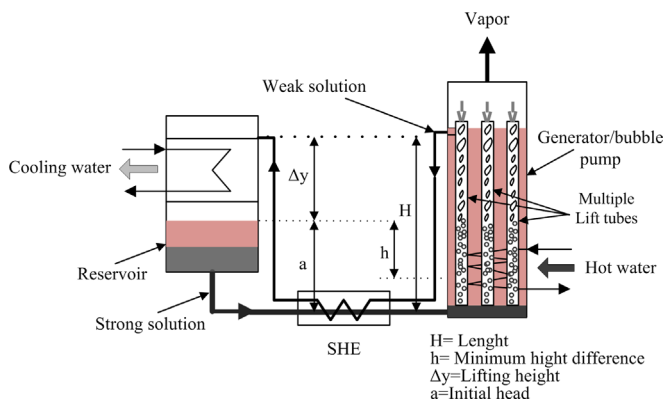 Vapor
Weak solution
Generator/bubble
pump
Cooling water
Δy
H
Multiple
Lift tubes
a
h
Reservoir
Hot water
Strong solution
SHE
H= Lenght
h= Minimum hight difference
Δy=Lifting height
a=Initial head